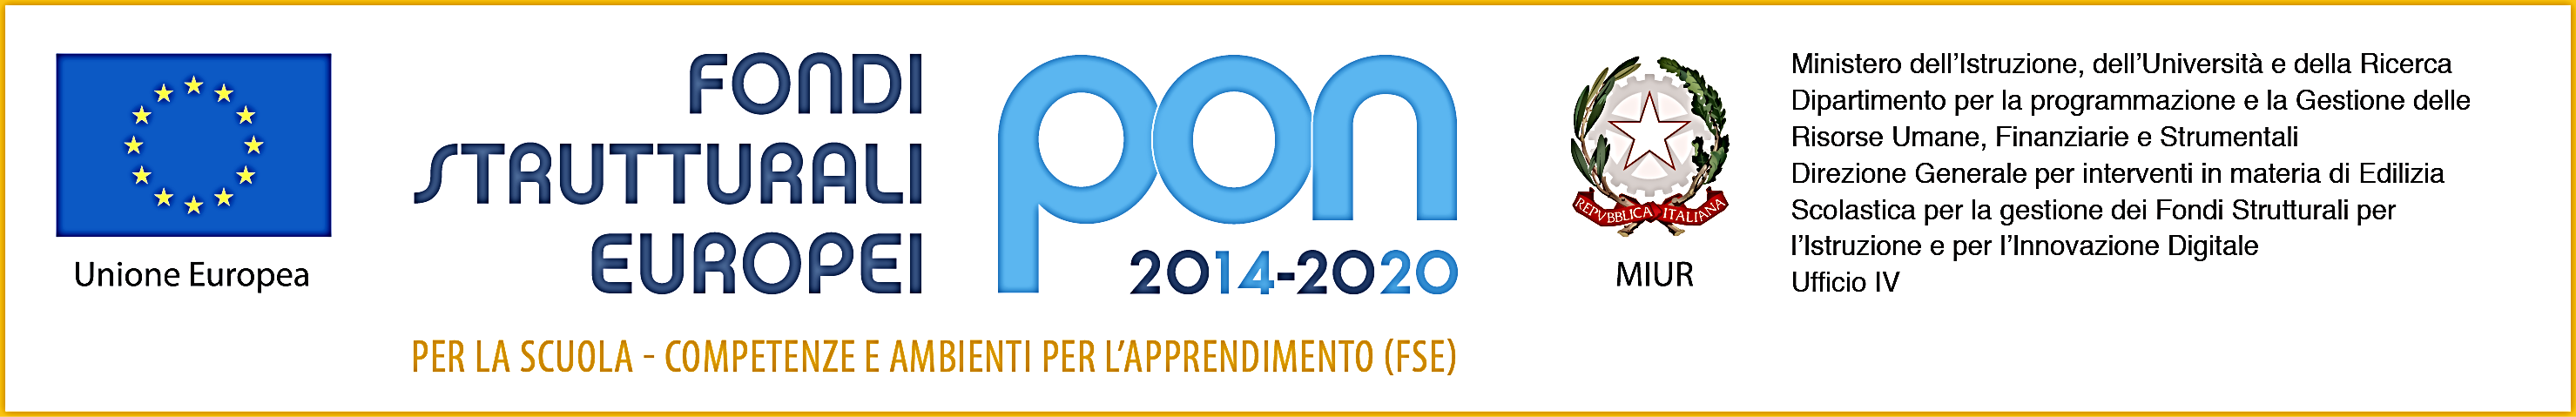 Unione Europea
FONDI
STRUTTURALI
EUROPEI
pon
2014-2020
PER LA SCUOLA - COMPETENZE E AMBIENTI PER L'APPRENDIMENTO (FSE)
REPVBBLICA ITALIANA
MIUR
Ministero dell'Istruzione, dell'Università e della Ricerca
Dipartimento per la programmazione e la Gestione delle
Risorse Umane, Finanziarie e Strumentali
Direzione Generale per interventi in materia di Edilizia
Scolastica per la gestione dei Fondi Strutturali per
l'Istruzione e per l'Innovazione Digitale
Ufficio IV